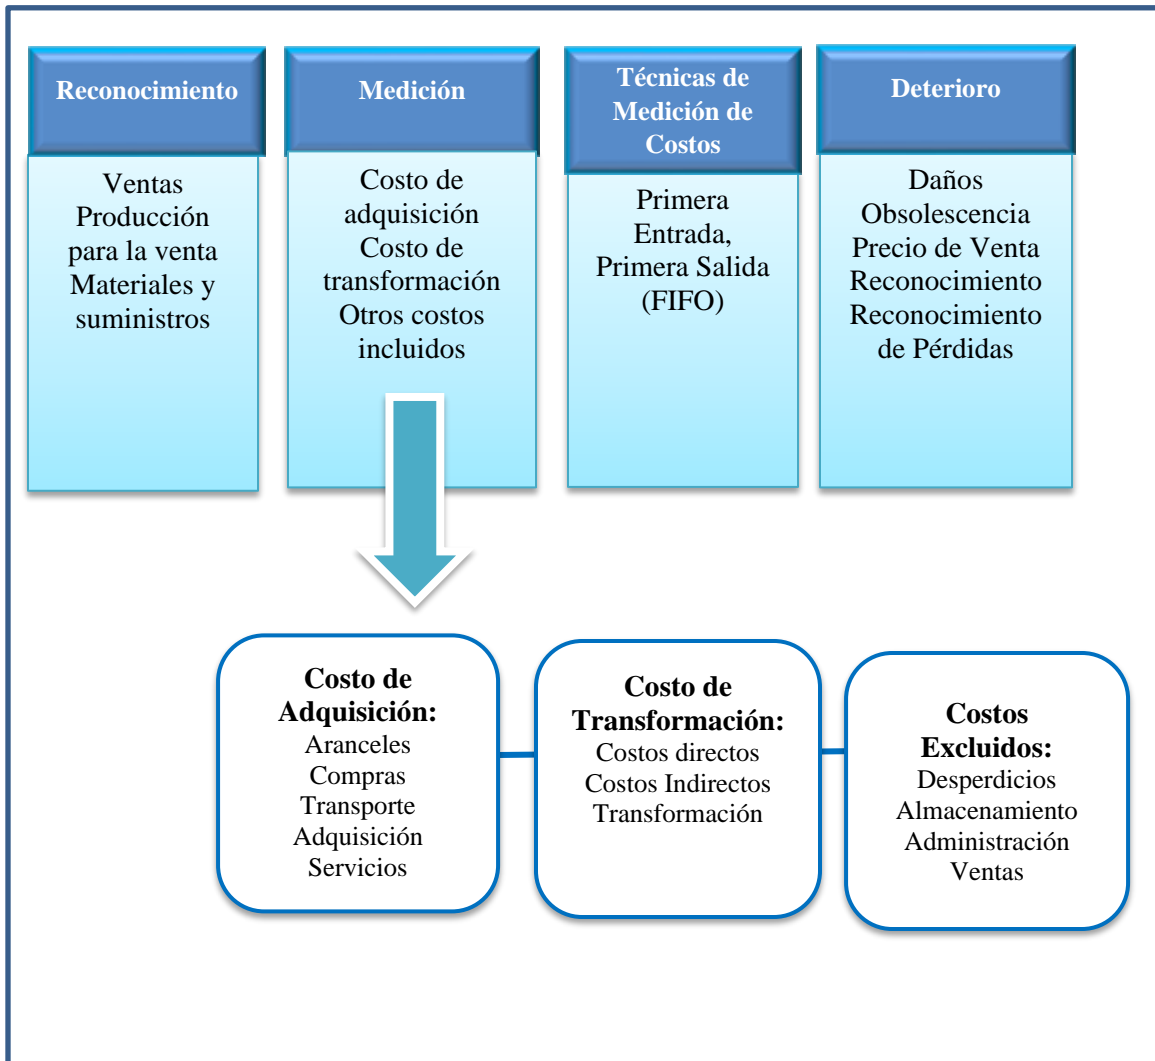 Reconocimiento
Ventas
Producción
para la venta
Materiales y
suministros
Medición
Costo de
adquisición
Costo de
transformación
Otros costos
incluidos
Técnicas de
Medición de
Costos
Primera
Entrada,
Primera Salida
(FIFO)
Deterioro
Daños
Obsolescencia
Precio de Venta
Reconocimiento
Reconocimiento
de Pérdidas
Costo de
Adquisición:
Aranceles
Compras
Transporte
Adquisición
Servicios
Costo de
Transformación:
Costos directos
Costos Indirectos
Transformación
Costos
Excluidos:
Desperdicios
Almacenamiento
Administración
Ventas